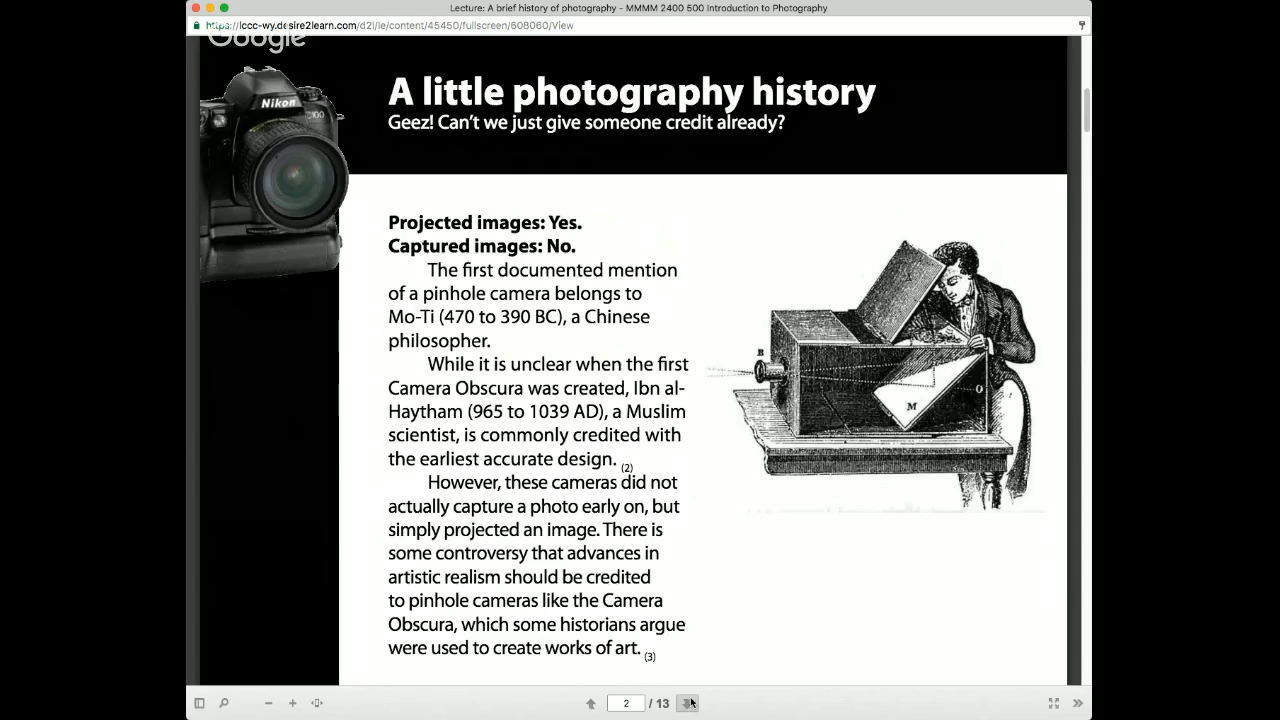 Lecture: A brief history of photography - MMMM 2400 500 Introduction to Photography
https://lccc-wy.desire2learn.com/d2l/le/content/45450/fullscreen/608060/View
Google
Nikon
A little photography history
Geez! Can't we just give someone credit already?
Projected images: Yes.
Captured images: No.
The first documented mention
of a pinhole camera belongs to
Mo-Ti (470 to 390 BC), a Chinese
philosopher.
While it is unclear when the first
Camera Obscura was created, Ibn al-
Haytham (965 to 1039 AD), a Muslim
scientist, is commonly credited with
the earliest accurate design. (2)
However, these cameras did not
actually capture a photo early on, but
simply projected an image. There is
some controversy that advances in
artistic realism should be credited
to pinhole cameras like the Camera
Obscura, which some historians argue
were used to create works of art. (3)
B
M
O
2 / 13